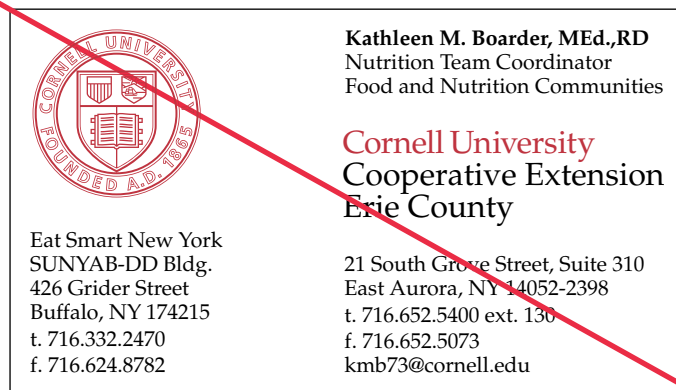 CORNELL UNIVERSITY
FOUNDED A.D. 1865
Kathleen M. Boarder, MEd.,RD
Nutrition Team Coordinator
Food and Nutrition Communities
Cornell University
Cooperative Extension
Erie County
Eat Smart New York
SUNYAB-DD Bldg.
426 Grider Street
Buffalo, NY 174215
t. 716.332.2470
f. 716.624.8782
21 South Grove Street, Suite 310
East Aurora, NY 14052-2398
t. 716.652.5400 ext. 130
f. 716.652.5073
kmb73@cornell.edu